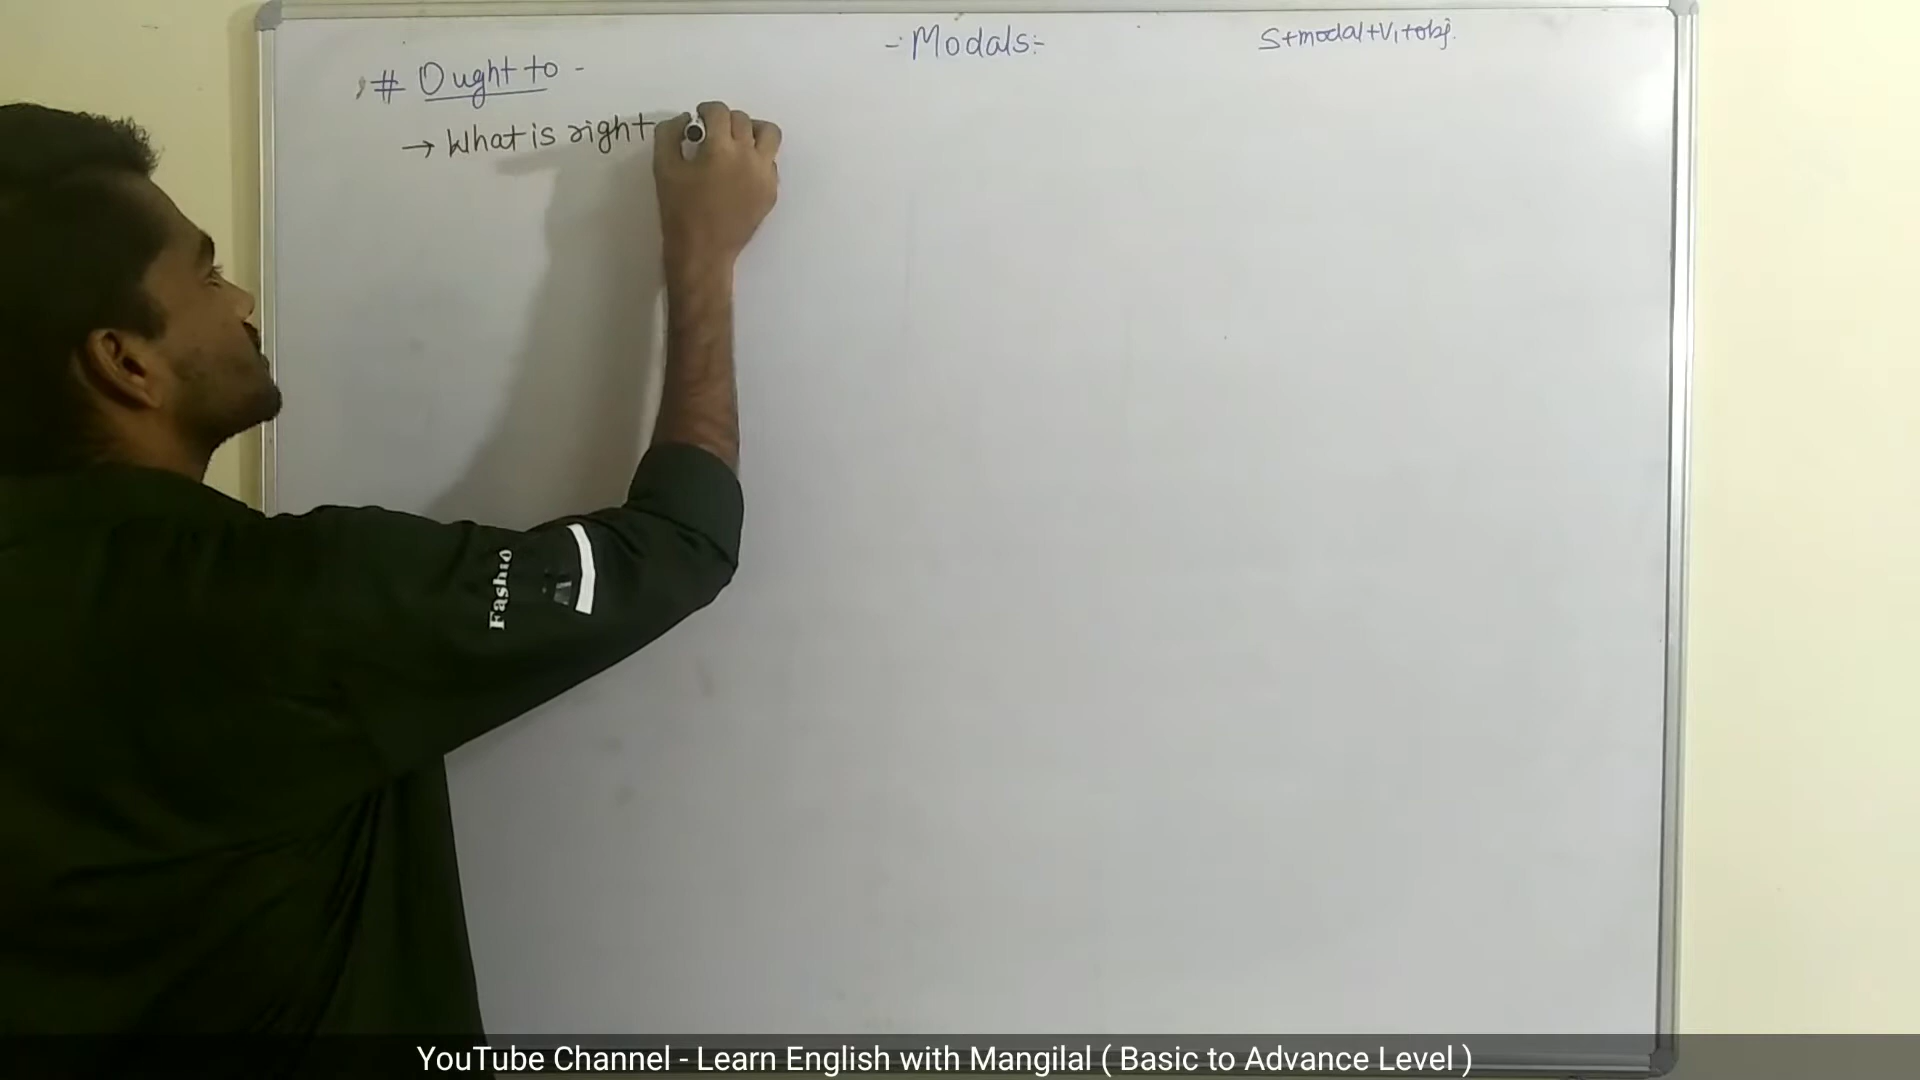 -: Modals:-
S+modal+V1+obj.
# Ought to -
→ What is right
Fashio
YouTube Channel - Learn English with Mangilal ( Basic to Advance Level )